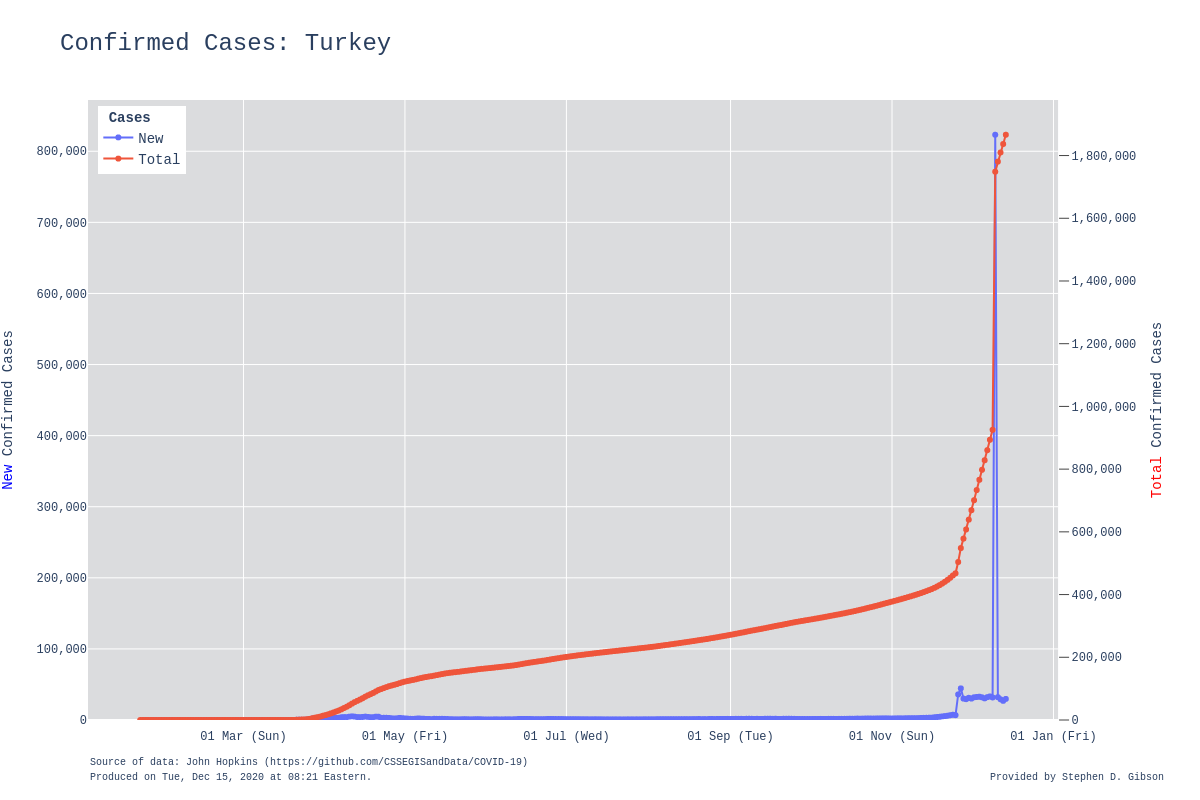 Confirmed Cases: Turkey
Cases
New
Total
800,000
700,000
600,000
500,000
400,000
300,000
200,000
100,000
0
New Confirmed Cases
1,800,000
1,600,000
1,400,000
1,200,000
1,000,000
800,000
600,000
400,000
200,000
0
Total Confirmed Cases
01 Mar (Sun)
01 May (Fri)
01 Jul (Wed)
01 Sep (Tue)
01 Nov (Sun)
01 Jan (Fri)
Source of data: John Hopkins (https://github.com/CSSEGISandData/COVID-19)
Produced on Tue, Dec 15, 2020 at 08:21 Eastern.
Provided by Stephen D. Gibson